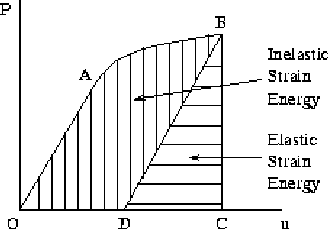 P
B
A
Inelastic
Strain
Energy
Elastic
Strain
Energy
O
D
C
u